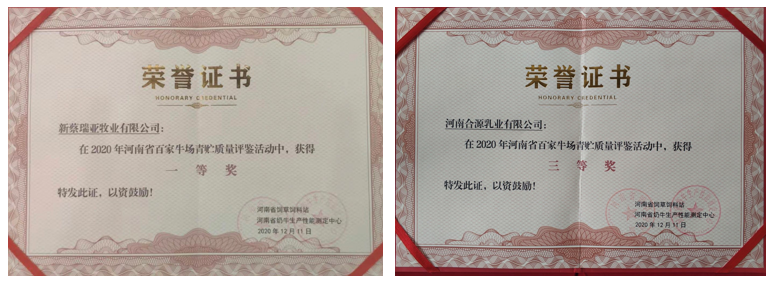 荣誉证书
HONORARY CREDENTIAL
新蔡瑞亚牧业有限公司：
在2020年河南省百家牛场青贮质量评鉴活动中，获得
一 等 奖
特发此证，以资鼓励！
河南省饲草饲料站
河南省奶牛生产性能测定中心
2020年12月11日
荣誉证书
HONORARY CREDENTIAL
河南合源乳业有限公司：
在2020年河南省百家牛场青贮质量评鉴活动中，获得
三 等 奖
特发此证，以资鼓励！
河南省饲草饲料站
河南省奶牛生产性能测定中心
2020年12月11日